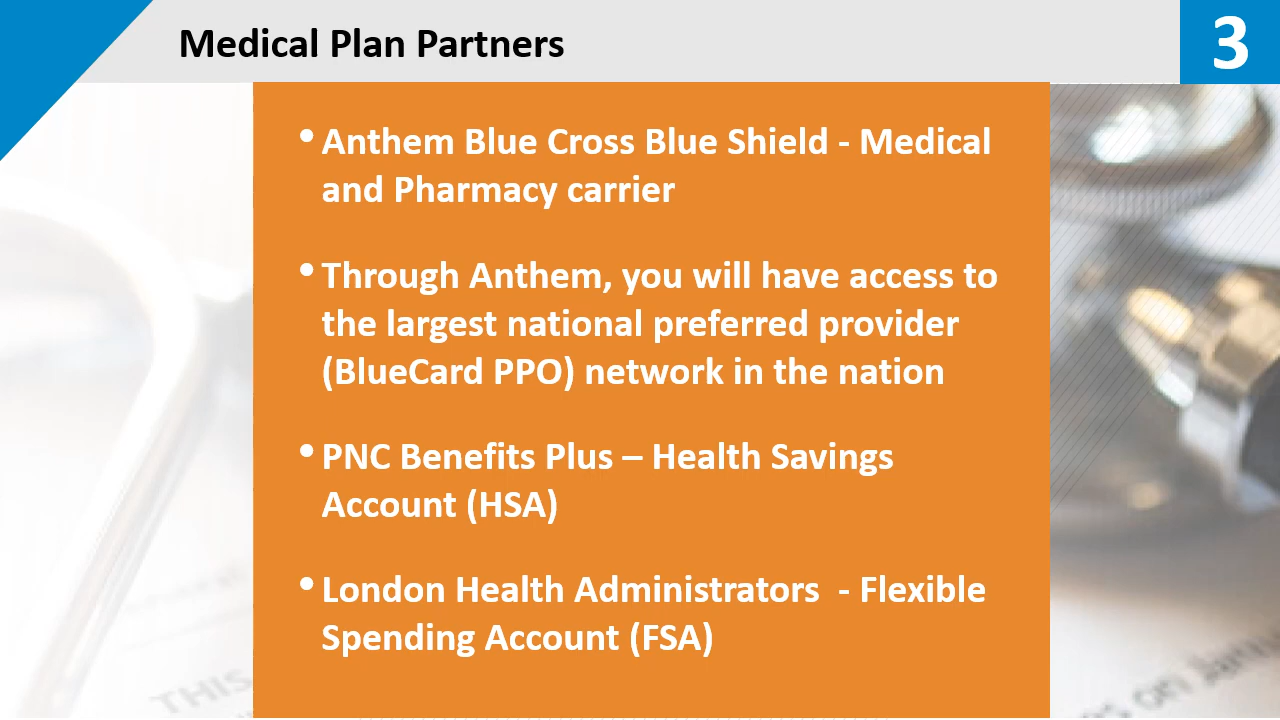 Medical Plan Partners
3
• Anthem Blue Cross Blue Shield - Medical
and Pharmacy carrier
• Through Anthem, you will have access to
the largest national preferred provider
(BlueCard PPO) network in the nation
• PNC Benefits Plus – Health Savings
Account (HSA)
• London Health Administrators  - Flexible
Spending Account (FSA)
THIS